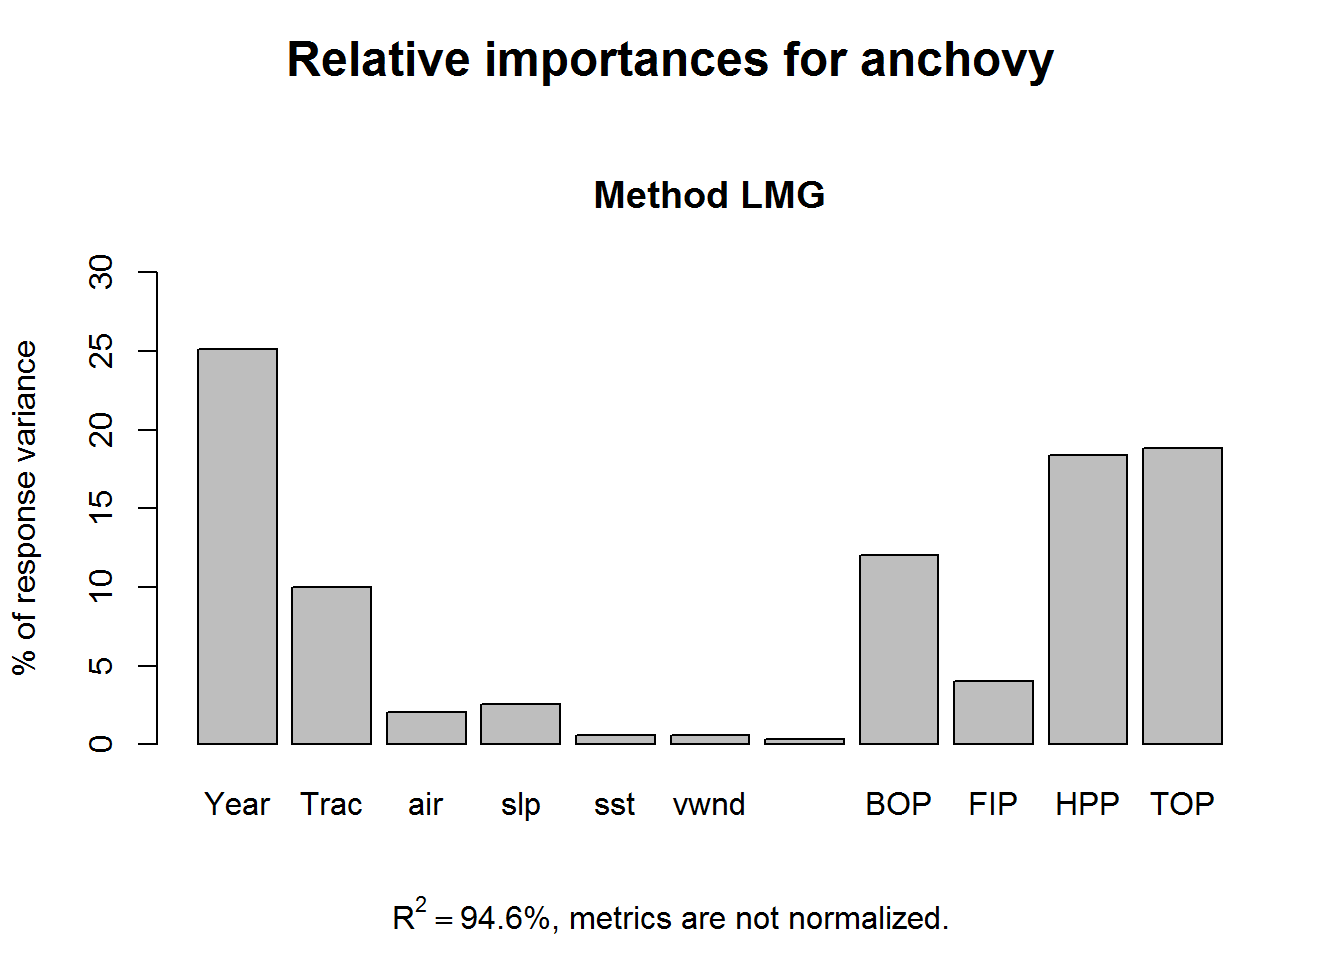 Relative importances for anchovy
Method LMG
% of response variance
30
25
20
15
10
5
0
Year Trac air slp sst vwnd BOP FIP HPP TOP
R² = 94.6%, metrics are not normalized.